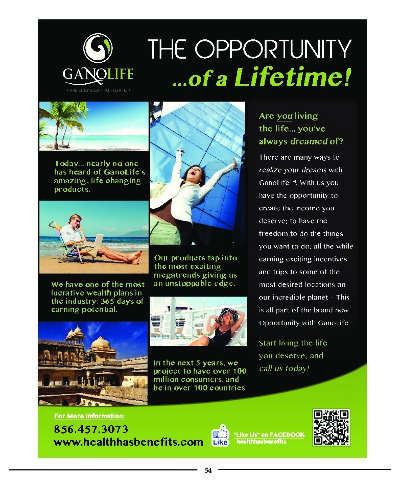 GANOLIFE
THE OPPORTUNITY
...of a Lifetime!
Today... nearly no one
has heard of GanoLife's
amazing, life changing
products.
We have one of the most
lucrative wealth plans in
the industry: 365 days of
earning potential.
Our products tap into
the most exciting
megatrends giving us
an unstoppable edge.
In the next 5 years, we
project to have over 100
million consumers, and
be in over 100 countries
Are you living
the life... you've
always dreamed of?
There are many ways to
realize your dreams with
GanoLife. With us you
have the opportunity to
create the income you
deserve; to have the
freedom to do the things
you want to do; all the while
earning exciting incentives
and trips to some of the
most desired locations on
our incredible planet - This
is all part of the brand new
Opportunity with GanoLife.
Start living the life
you deserve, and
call us today!
For More Information:
856.457.3073
www.healthhasbenefits.com
Like
"Like Us" on FACEBOOK
healthhasbenefits
54